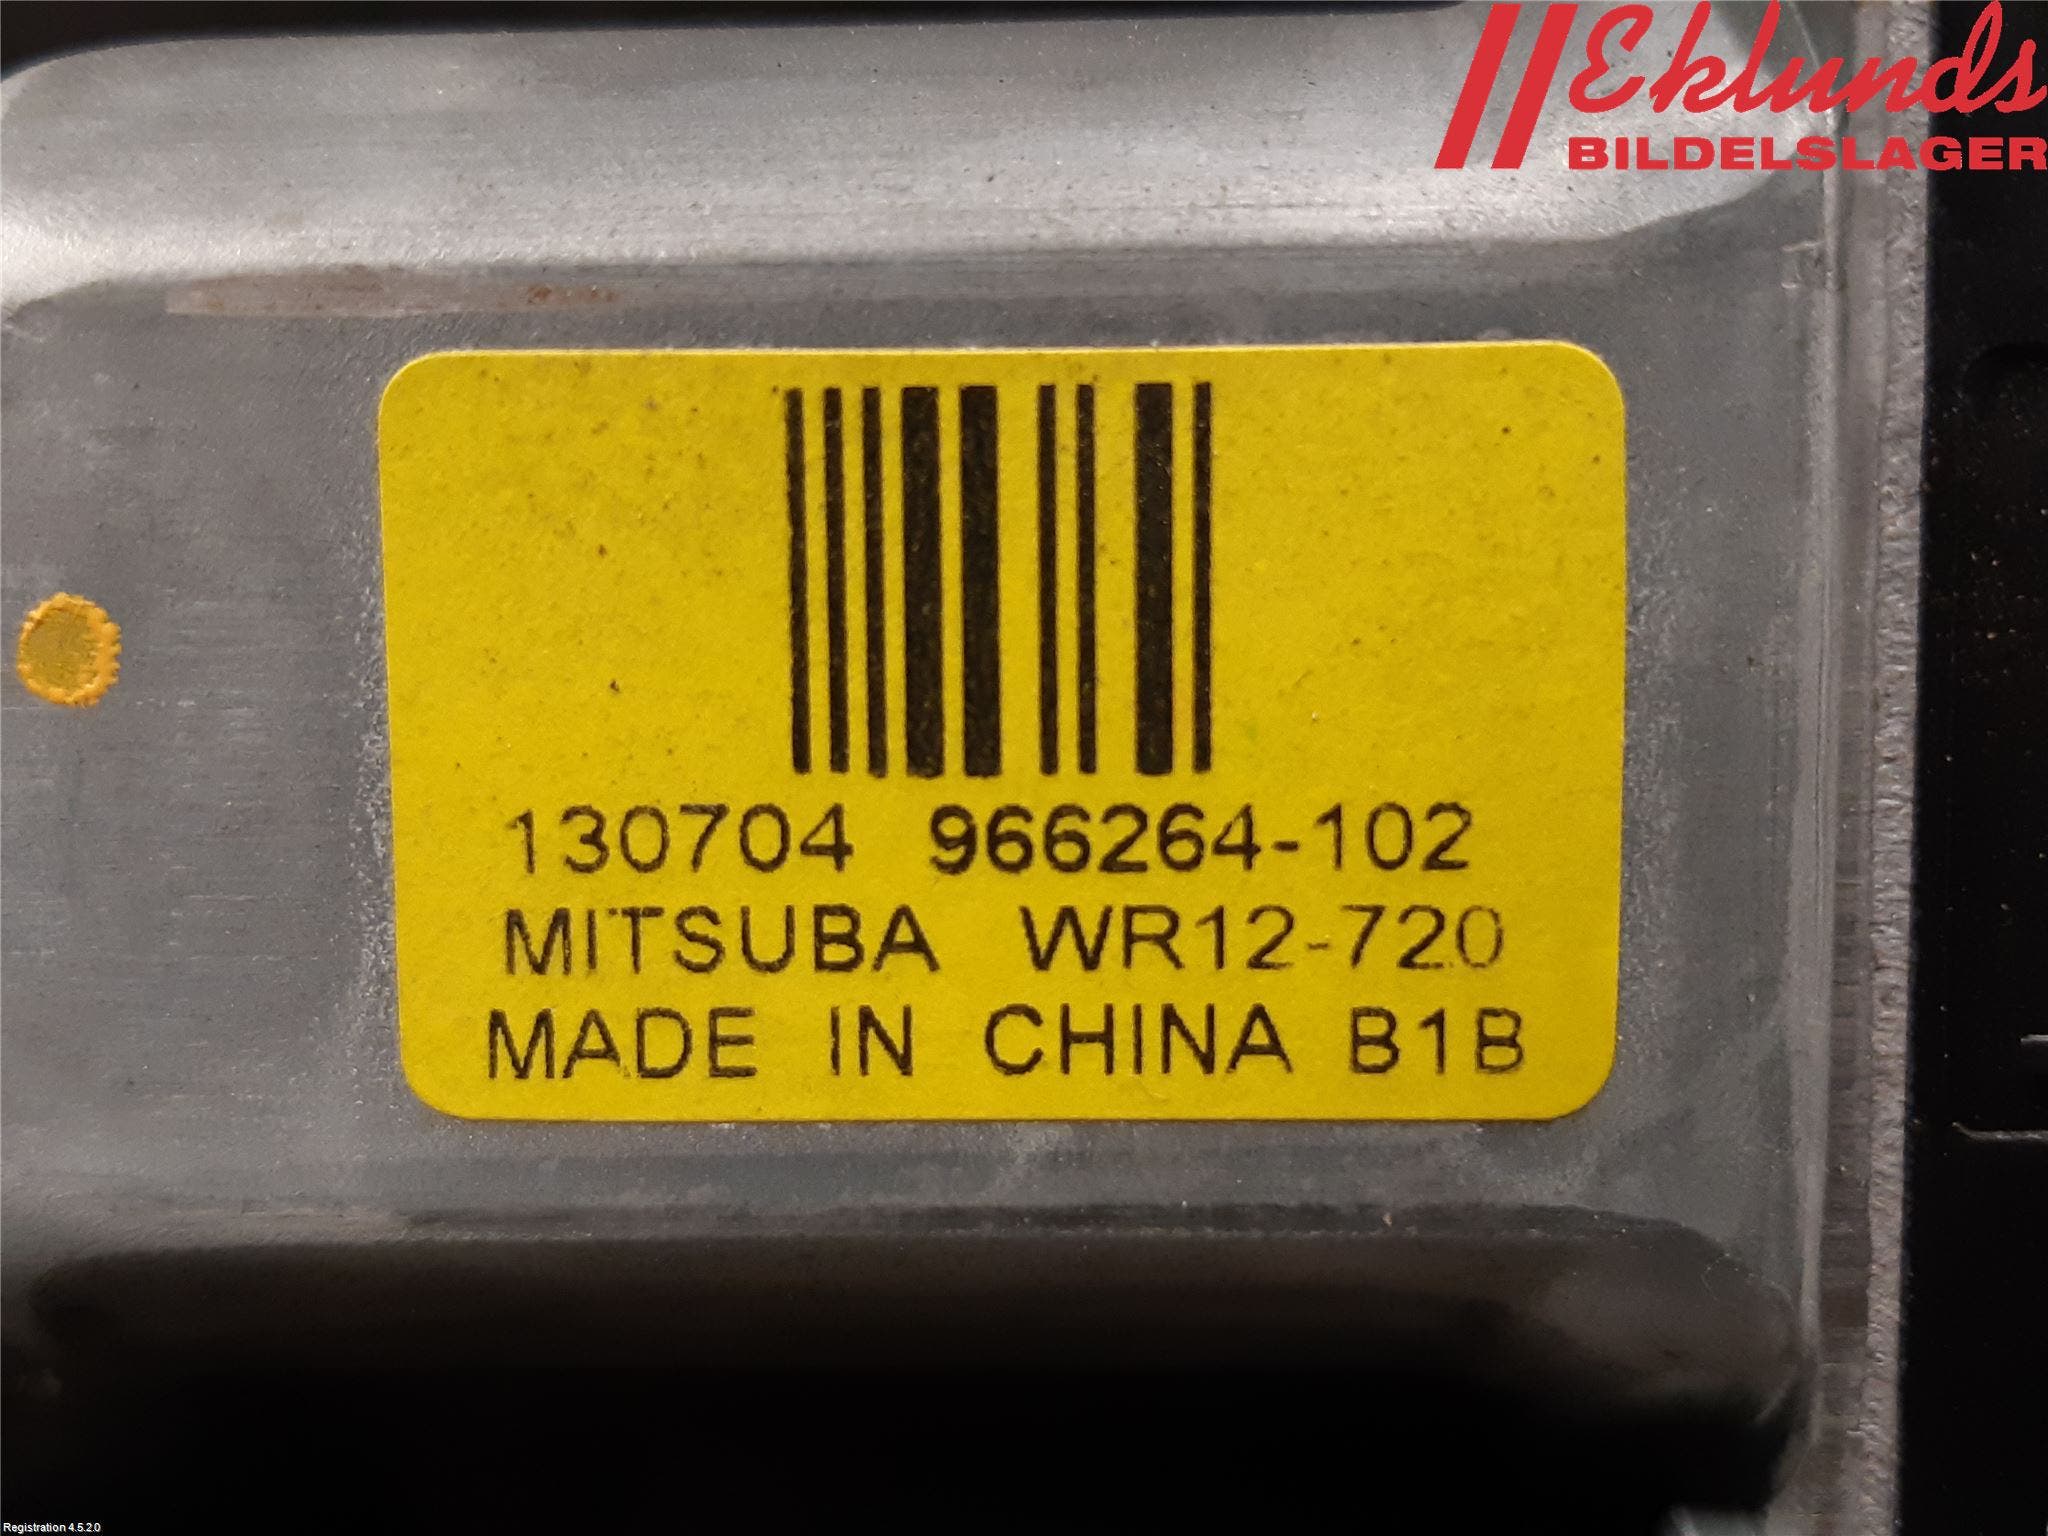 Eklunds
BILDELSLAGER
130704 966264-102
MITSUBA WR12-720
MADE IN CHINA B1B
Registration 4.5.2.0